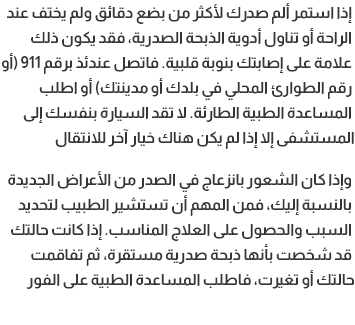 إذا استمر ألم صدرك لأكثر من بضع دقائق ولم يختف عند
الراحة أو تناول أدوية الذبحة الصدرية، فقد يكون ذلك
علامة على إصابتك بنوبة قلبية. فاتصل عندئذ برقم 911 (أو
رقم الطوارئ المحلي في بلدك أو مدينتك) أو اطلب
المساعدة الطبية الطارئة. لا تقد السيارة بنفسك إلى
المستشفى إلا إذا لم يكن هناك خيار آخر للانتقال
وإذا كان الشعور بانزعاج في الصدر من الأعراض الجديدة
بالنسبة إليك، فمن المهم أن تستشير الطبيب لتحديد
السبب والحصول على العلاج المناسب. إذا كانت حالتك
قد شخصت بأنها ذبحة صدرية مستقرة، ثم تفاقمت
حالتك أو تغيرت، فاطلب المساعدة الطبية على الفور